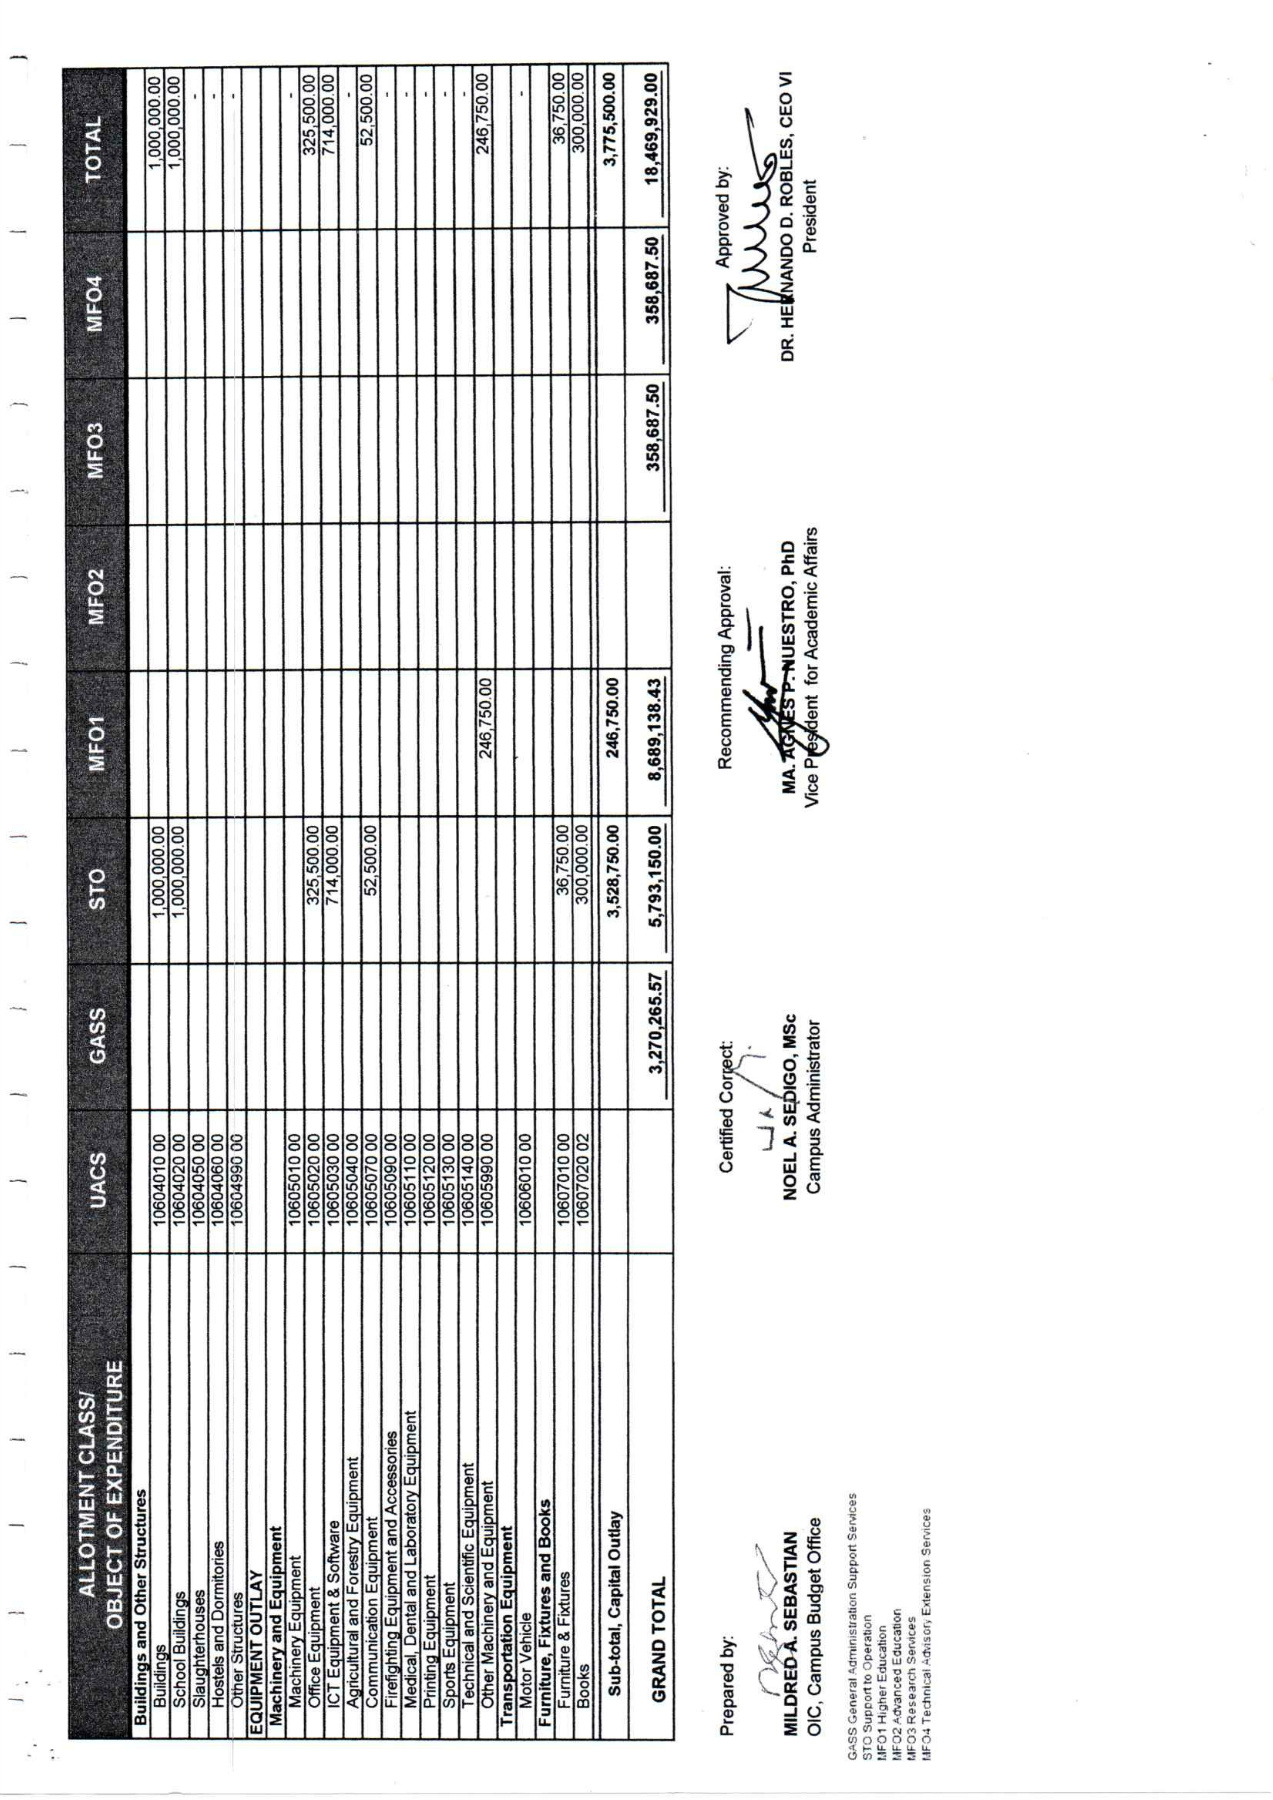 ALLOTMENT CLASS/ OBJECT OF EXPENDITURE UACS GASS STO MFO1 MFO2 MFO3 MFO4 TOTAL
Buildings and Other Structures
Buildings 10604010 00 1,000,000.00 1,000,000.00
School Buildings 10604020 00 1,000,000.00 1,000,000.00
Slaughterhouses 10604050 00 -
Hostels and Dormitories 10604060 00 -
Other Structures 10604990 00 -
EQUIPMENT OUTLAY
Machinery and Equipment
Machinery Equipment 10605010 00 -
Office Equipment 10605020 00 325,500.00 325,500.00
ICT Equipment & Software 10605030 00 714,000.00 714,000.00
Agricultural and Forestry Equipment 10605040 00 -
Communication Equipment 10605070 00 52,500.00 52,500.00
Firefighting Equipment and Accessories 10605090 00 -
Medical, Dental and Laboratory Equipment 10605110 00 -
Printing Equipment 10605120 00 -
Sports Equipment 10605130 00 -
Technical and Scientific Equipment 10605140 00 -
Other Machinery and Equipment 10605990 00 246,750.00 246,750.00
Transportation Equipment
Motor Vehicle 10606010 00 -
Furniture, Fixtures and Books
Furniture & Fixtures 10607010 00 36,750.00 36,750.00
Books 10607020 02 300,000.00 300,000.00
Sub-total, Capital Outlay 3,528,750.00 246,750.00 3,775,500.00
GRAND TOTAL 3,270,265.57 5,793,150.00 8,689,138.43 358,687.50 358,687.50 18,469,929.00
Prepared by: Certified Correct: Recommending Approval: Approved by:
MILDRED A. SEBASTIAN NOEL A. SEDIGO, MSc MA. AGNES P. NUESTRO, PhD DR. HERNANDO D. ROBLES, CEO VI
OIC, Campus Budget Office Campus Administrator Vice President for Academic Affairs President
GASS General Administration Support Services
STO Support to Operation
MFO1 Higher Education
MFO2 Advanced Education
MFO3 Research Services
MFO4 Technical Advisory Extension Services